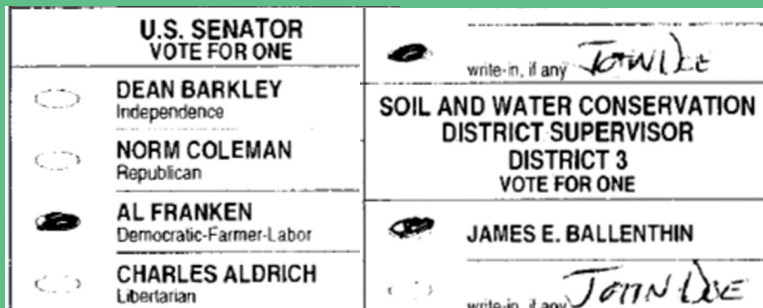 U.S. SENATOR
VOTE FOR ONE
DEAN BARKLEY
Independence
NORM COLEMAN
Republican
AL FRANKEN
Democratic-Farmer-Labor
CHARLES ALDRICH
Libertarian
write-in, if any JOHN DOE
SOIL AND WATER CONSERVATION
DISTRICT SUPERVISOR
DISTRICT 3
VOTE FOR ONE
JAMES E. BALLENTHIN
write-in, if any JOHN DOE